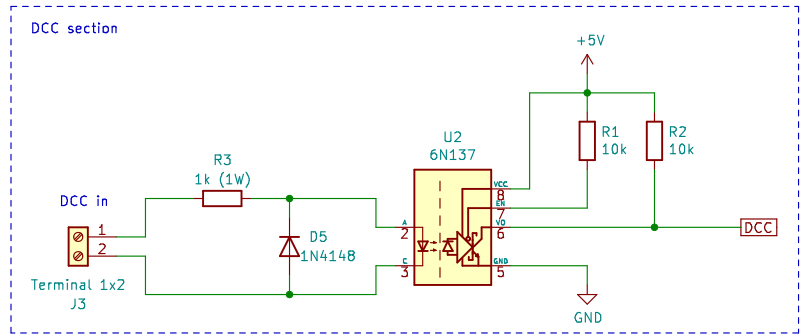 DCC section
+5V
U2
6N137
R1
10k
R2
10k
R3
1k (1W)
DCC in
1
2
Terminal 1x2
J3
D5
1N4148
A
2
C
3
VCC
8
EN
7
VO
6
GND
5
DCC
GND